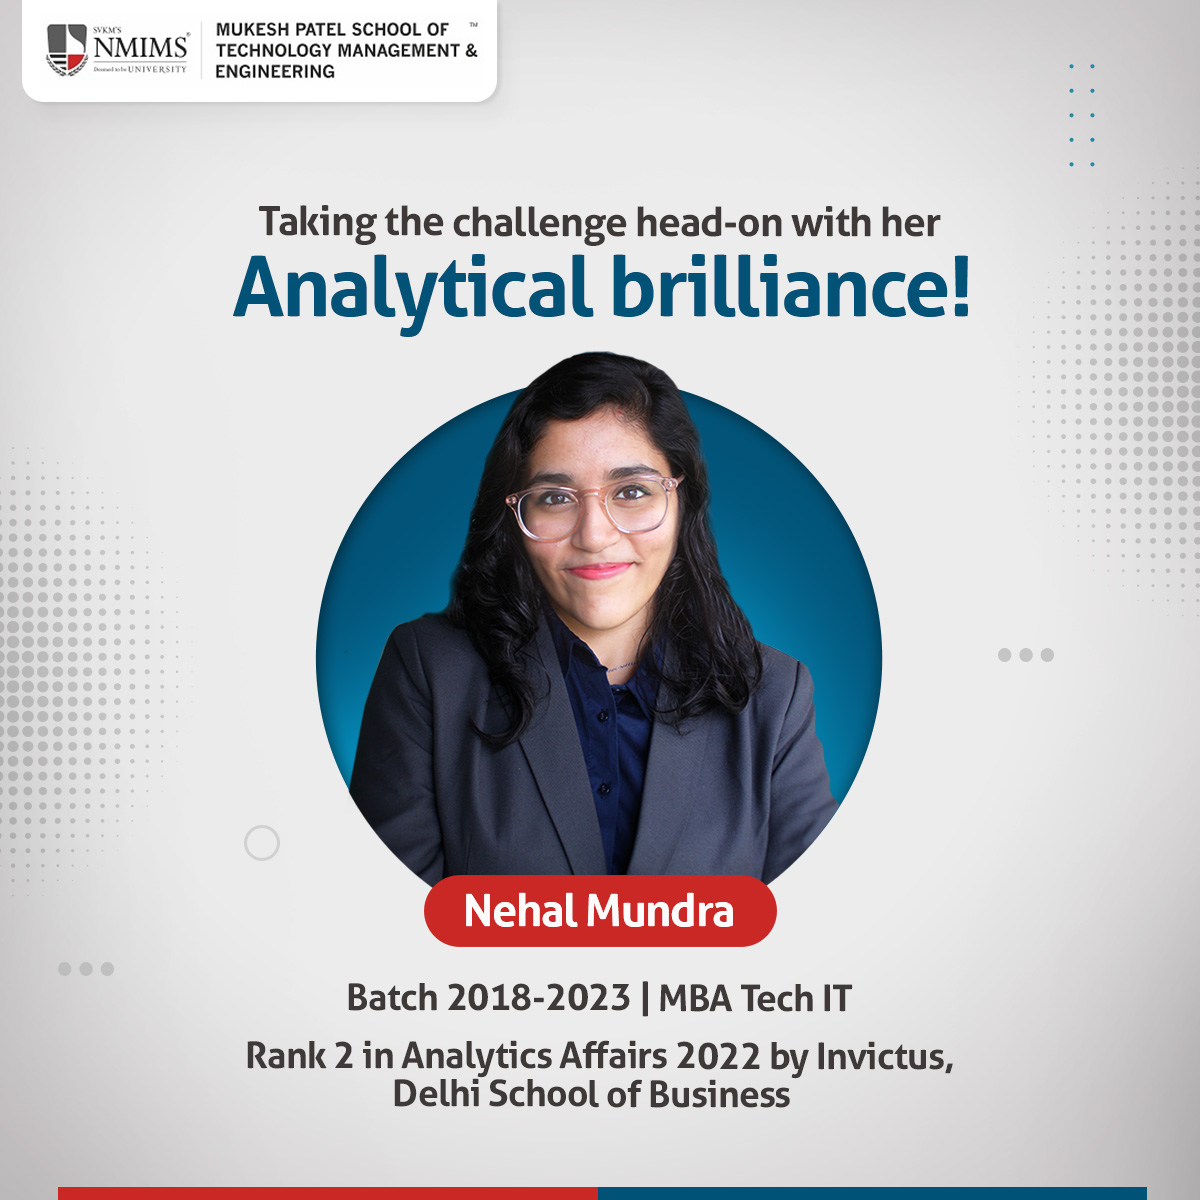 SVKM'S
NMIMS®
Deemed to be UNIVERSITY
MUKESH PATEL SCHOOL OF ™
TECHNOLOGY MANAGEMENT &
ENGINEERING
Taking the challenge head-on with her
Analytical brilliance!
Nehal Mundra
Batch 2018-2023 | MBA Tech IT
Rank 2 in Analytics Affairs 2022 by Invictus,
Delhi School of Business